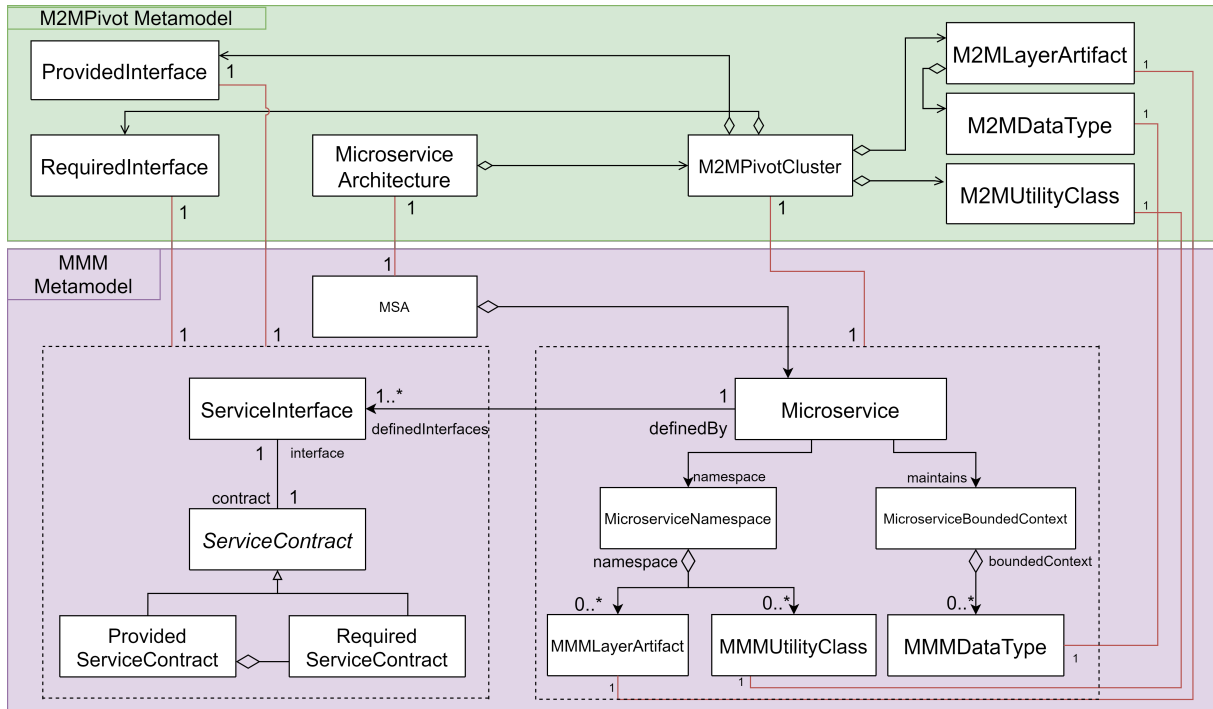 M2MPivot Metamodel
ProvidedInterface
1
M2MLayerArtifact
1
M2MDataType
1
RequiredInterface
1
Microservice
Architecture
1
M2MPivotCluster
1
M2MUtilityClass
1
MMM
Metamodel
1
MSA
1
1
1
ServiceInterface
1..*
definedInterfaces
1
definedBy
Microservice
1
interface
contract
1
ServiceContract
namespace
maintains
MicroserviceNamespace
MicroserviceBoundedContext
namespace
boundedContext
0..*
0..*
0..*
Provided
ServiceContract
Required
ServiceContract
MMMLayerArtifact
1
MMMUtilityClass
1
MMMDataType
1